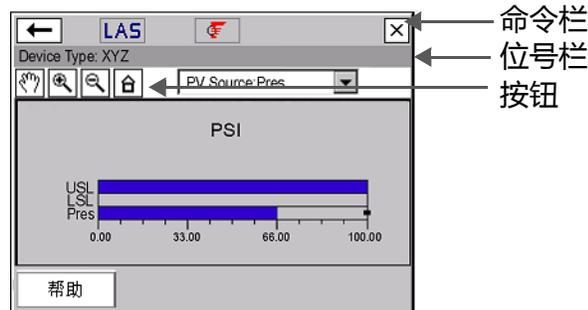 LAS
命令栏
Device Type: XYZ
位号栏
PV Source:Pres
按钮
PSI
USL
LSL
Pres
0.00 33.00 66.00 100.00
帮助